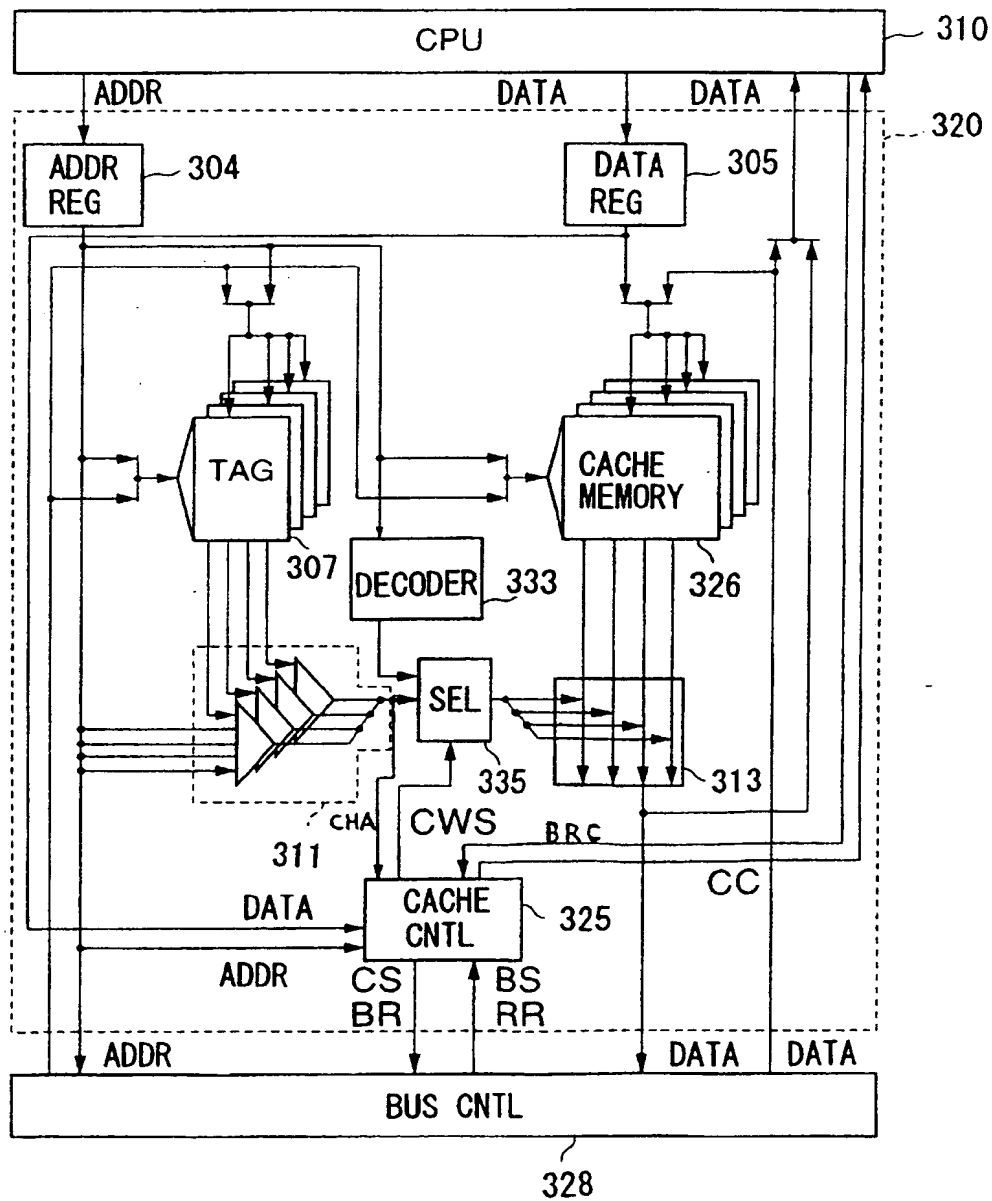 CPU
310
ADDR
DATA
DATA
320
ADDR
REG
304
DATA
REG
305
TAG
CACHE
MEMORY
307
DECODER
333
326
SEL
335
313
311
CHA
CWS
BRC
CC
CACHE
CNTL
325
DATA
ADDR
CS
BR
BS
RR
ADDR
DATA
DATA
BUS CNTL
328